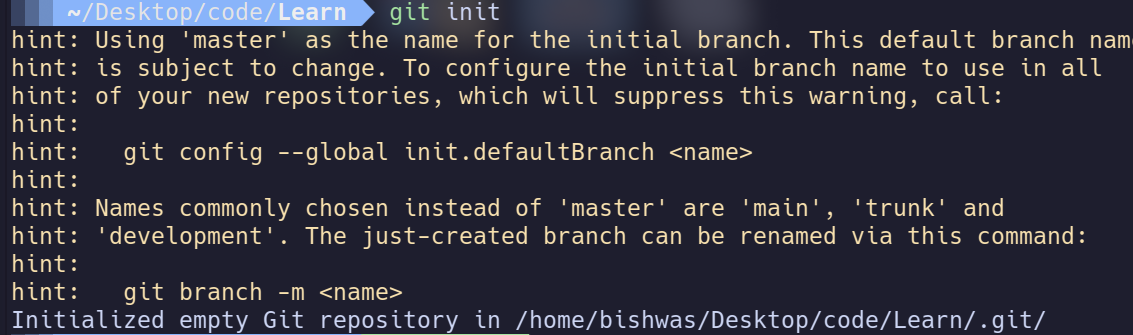 ~/Desktop/code/Learn git init
hint: Using 'master' as the name for the initial branch. This default branch name
hint: is subject to change. To configure the initial branch name to use in all
hint: of your new repositories, which will suppress this warning, call:
hint:
hint:   git config --global init.defaultBranch <name>
hint:
hint: Names commonly chosen instead of 'master' are 'main', 'trunk' and
hint: 'development'. The just-created branch can be renamed via this command:
hint:
hint:   git branch -m <name>
Initialized empty Git repository in /home/bishwas/Desktop/code/Learn/.git/